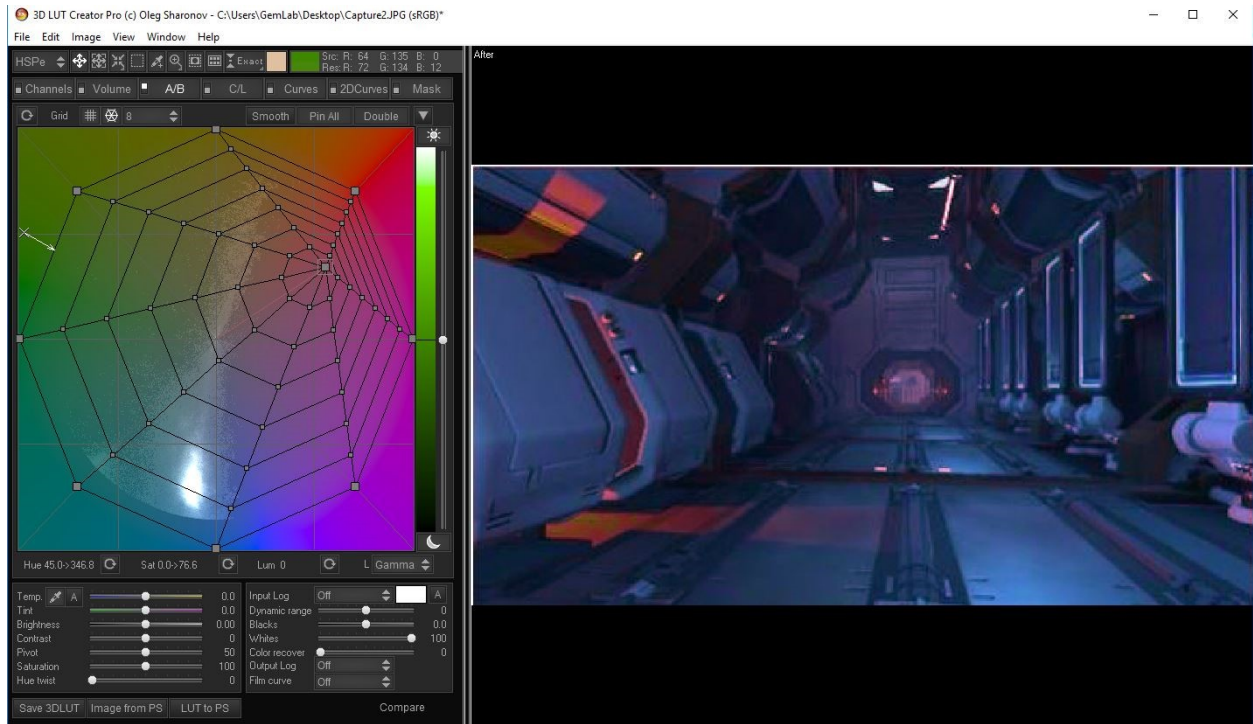 3D LUT Creator Pro (c) Oleg Sharonov - C:\Users\GemLab\Desktop\Capture2.JPG (sRGB)*
File Edit Image View Window Help
HSPe Exact Src: R: 64 G: 135 B: 0
Res: R: 72 G: 134 B: 12
After
Channels Volume A/B C/L Curves 2DCurves Mask
Grid 8 Smooth Pin All Double
Hue 45.0->346.8 Sat 0.0->76.6 Lum 0 L Gamma
Temp. A 0.0 Input Log Off A
Tint 0.0 Dynamic range 0
Brightness 0.00 Blacks 0.0
Contrast 0 Whites 100
Pivot 50 Color recover 0
Saturation 100 Output Log Off
Hue twist 0 Film curve Off
Save 3DLUT Image from PS LUT to PS Compare